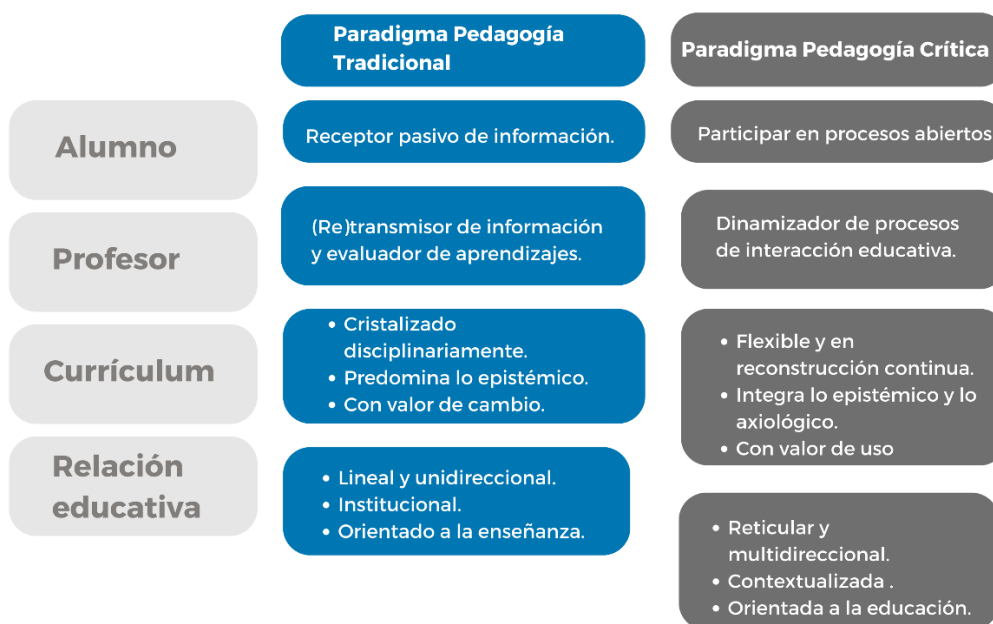 Paradigma Pedagogía
Tradicional
Paradigma Pedagogía Crítica
Alumno
Receptor pasivo de información.
Participar en procesos abiertos
Profesor
(Re)transmisor de información
y evaluador de aprendizajes.
Dinamizador de procesos
de interacción educativa.
Currículum
• Cristalizado
disciplinariamente.
• Predomina lo epistémico.
• Con valor de cambio.
• Flexible y en
reconstrucción continua.
• Integra lo epistémico y lo
axiológico.
• Con valor de uso
Relación
educativa
• Lineal y unidireccional.
• Institucional.
• Orientado a la enseñanza.
• Reticular y
multidireccional.
• Contextualizada .
• Orientada a la educación.